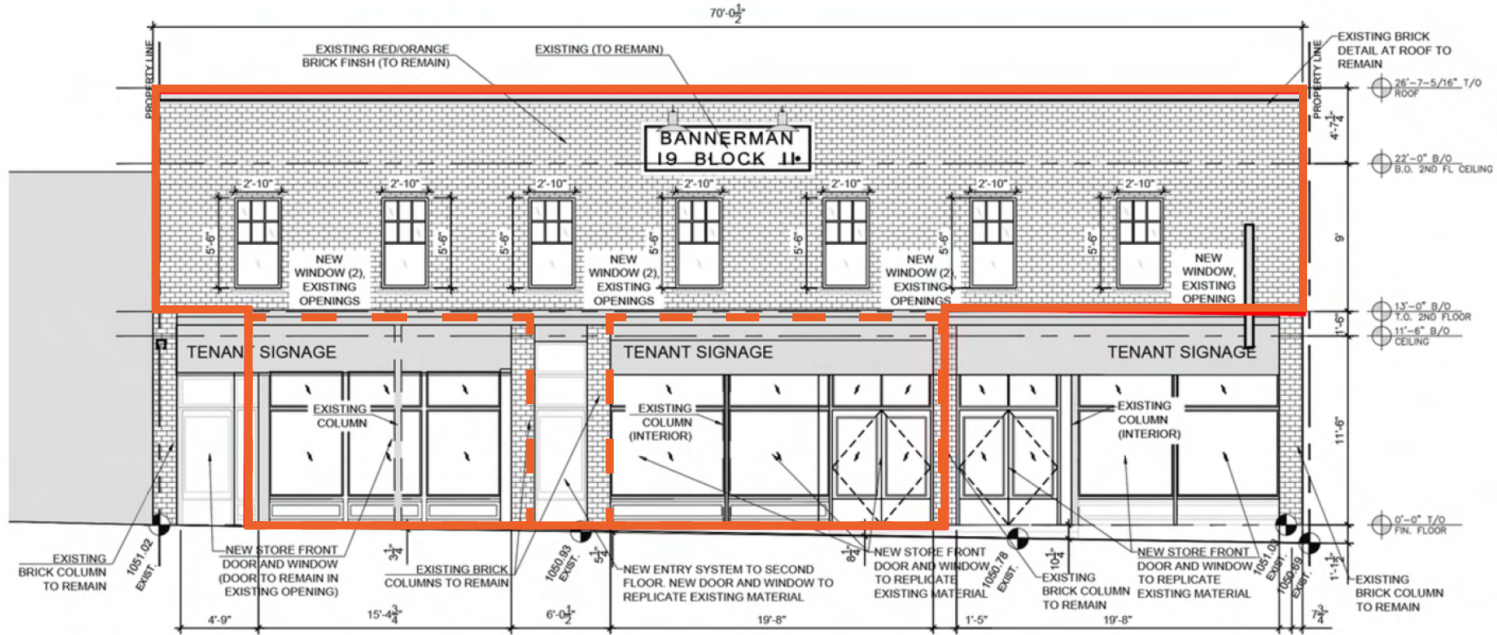 70'-0½"
PROPERTY LINE
EXISTING RED/ORANGE
BRICK FINSH (TO REMAIN)
EXISTING (TO REMAIN)
EXISTING BRICK
DETAIL AT ROOF TO
REMAIN
PROPERTY LINE
26'-7-5/16" T/O
ROOF
4'-7¼"
BANNERMAN
19 BLOCK 11
22'-0" B/O
B.O. 2ND FL CEILING
2'-10"
2'-10"
2'-10"
2'-10"
2'-10"
2'-10"
2'-10"
5'-6"
5'-6"
5'-6"
5'-6"
5'-6"
5'-6"
5'-6"
9'
NEW
WINDOW (2),
EXISTING
OPENINGS
NEW
WINDOW (2),
EXISTING
OPENINGS
NEW
WINDOW (2),
EXISTING
OPENINGS
NEW
WINDOW,
EXISTING
OPENING
13'-0" B/O
T.O. 2ND FLOOR
1'-6"
11'-6" B/O
CEILING
TENANT SIGNAGE
TENANT SIGNAGE
TENANT SIGNAGE
EXISTING
COLUMN
EXISTING
COLUMN
(INTERIOR)
EXISTING
COLUMN
(INTERIOR)
11'-6"
0'-0" T/O
FIN. FLOOR
EXISTING
BRICK COLUMN
TO REMAIN
1051.02
EXIST.
NEW STORE FRONT
DOOR AND WINDOW
(DOOR TO REMAIN IN
EXISTING OPENING)
3¼"
EXISTING BRICK
COLUMNS TO REMAIN
1050.93
EXIST.
5¼"
NEW ENTRY SYSTEM TO SECOND
FLOOR. NEW DOOR AND WINDOW TO
REPLICATE EXISTING MATERIAL
NEW STORE FRONT
DOOR AND WINDOW
TO REPLICATE
EXISTING MATERIAL
1050.78
EXIST.
EXISTING
BRICK COLUMN
TO REMAIN
NEW STORE FRONT
DOOR AND WINDOW
TO REPLICATE
EXISTING MATERIAL
EXIST.
EXIST.
EXISTING
BRICK COLUMN
TO REMAIN
4'-9"
15'-4¾"
6'-0½"
19'-8"
1'-5"
19'-8"